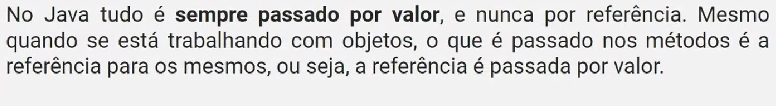 No Java tudo é sempre passado por valor, e nunca por referência. Mesmo
quando se está trabalhando com objetos, o que é passado nos métodos é a
referência para os mesmos, ou seja, a referência é passada por valor.